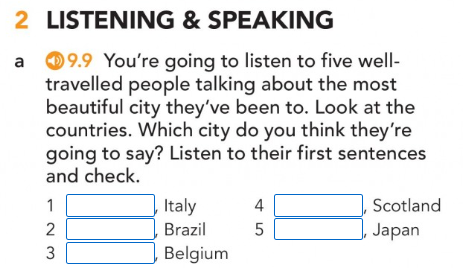 2 LISTENING & SPEAKING
a 9.9 You're going to listen to five well-
travelled people talking about the most
beautiful city they've been to. Look at the
countries. Which city do you think they're
going to say? Listen to their first sentences
and check.
1 , Italy 4 , Scotland
2 , Brazil 5 , Japan
3 , Belgium